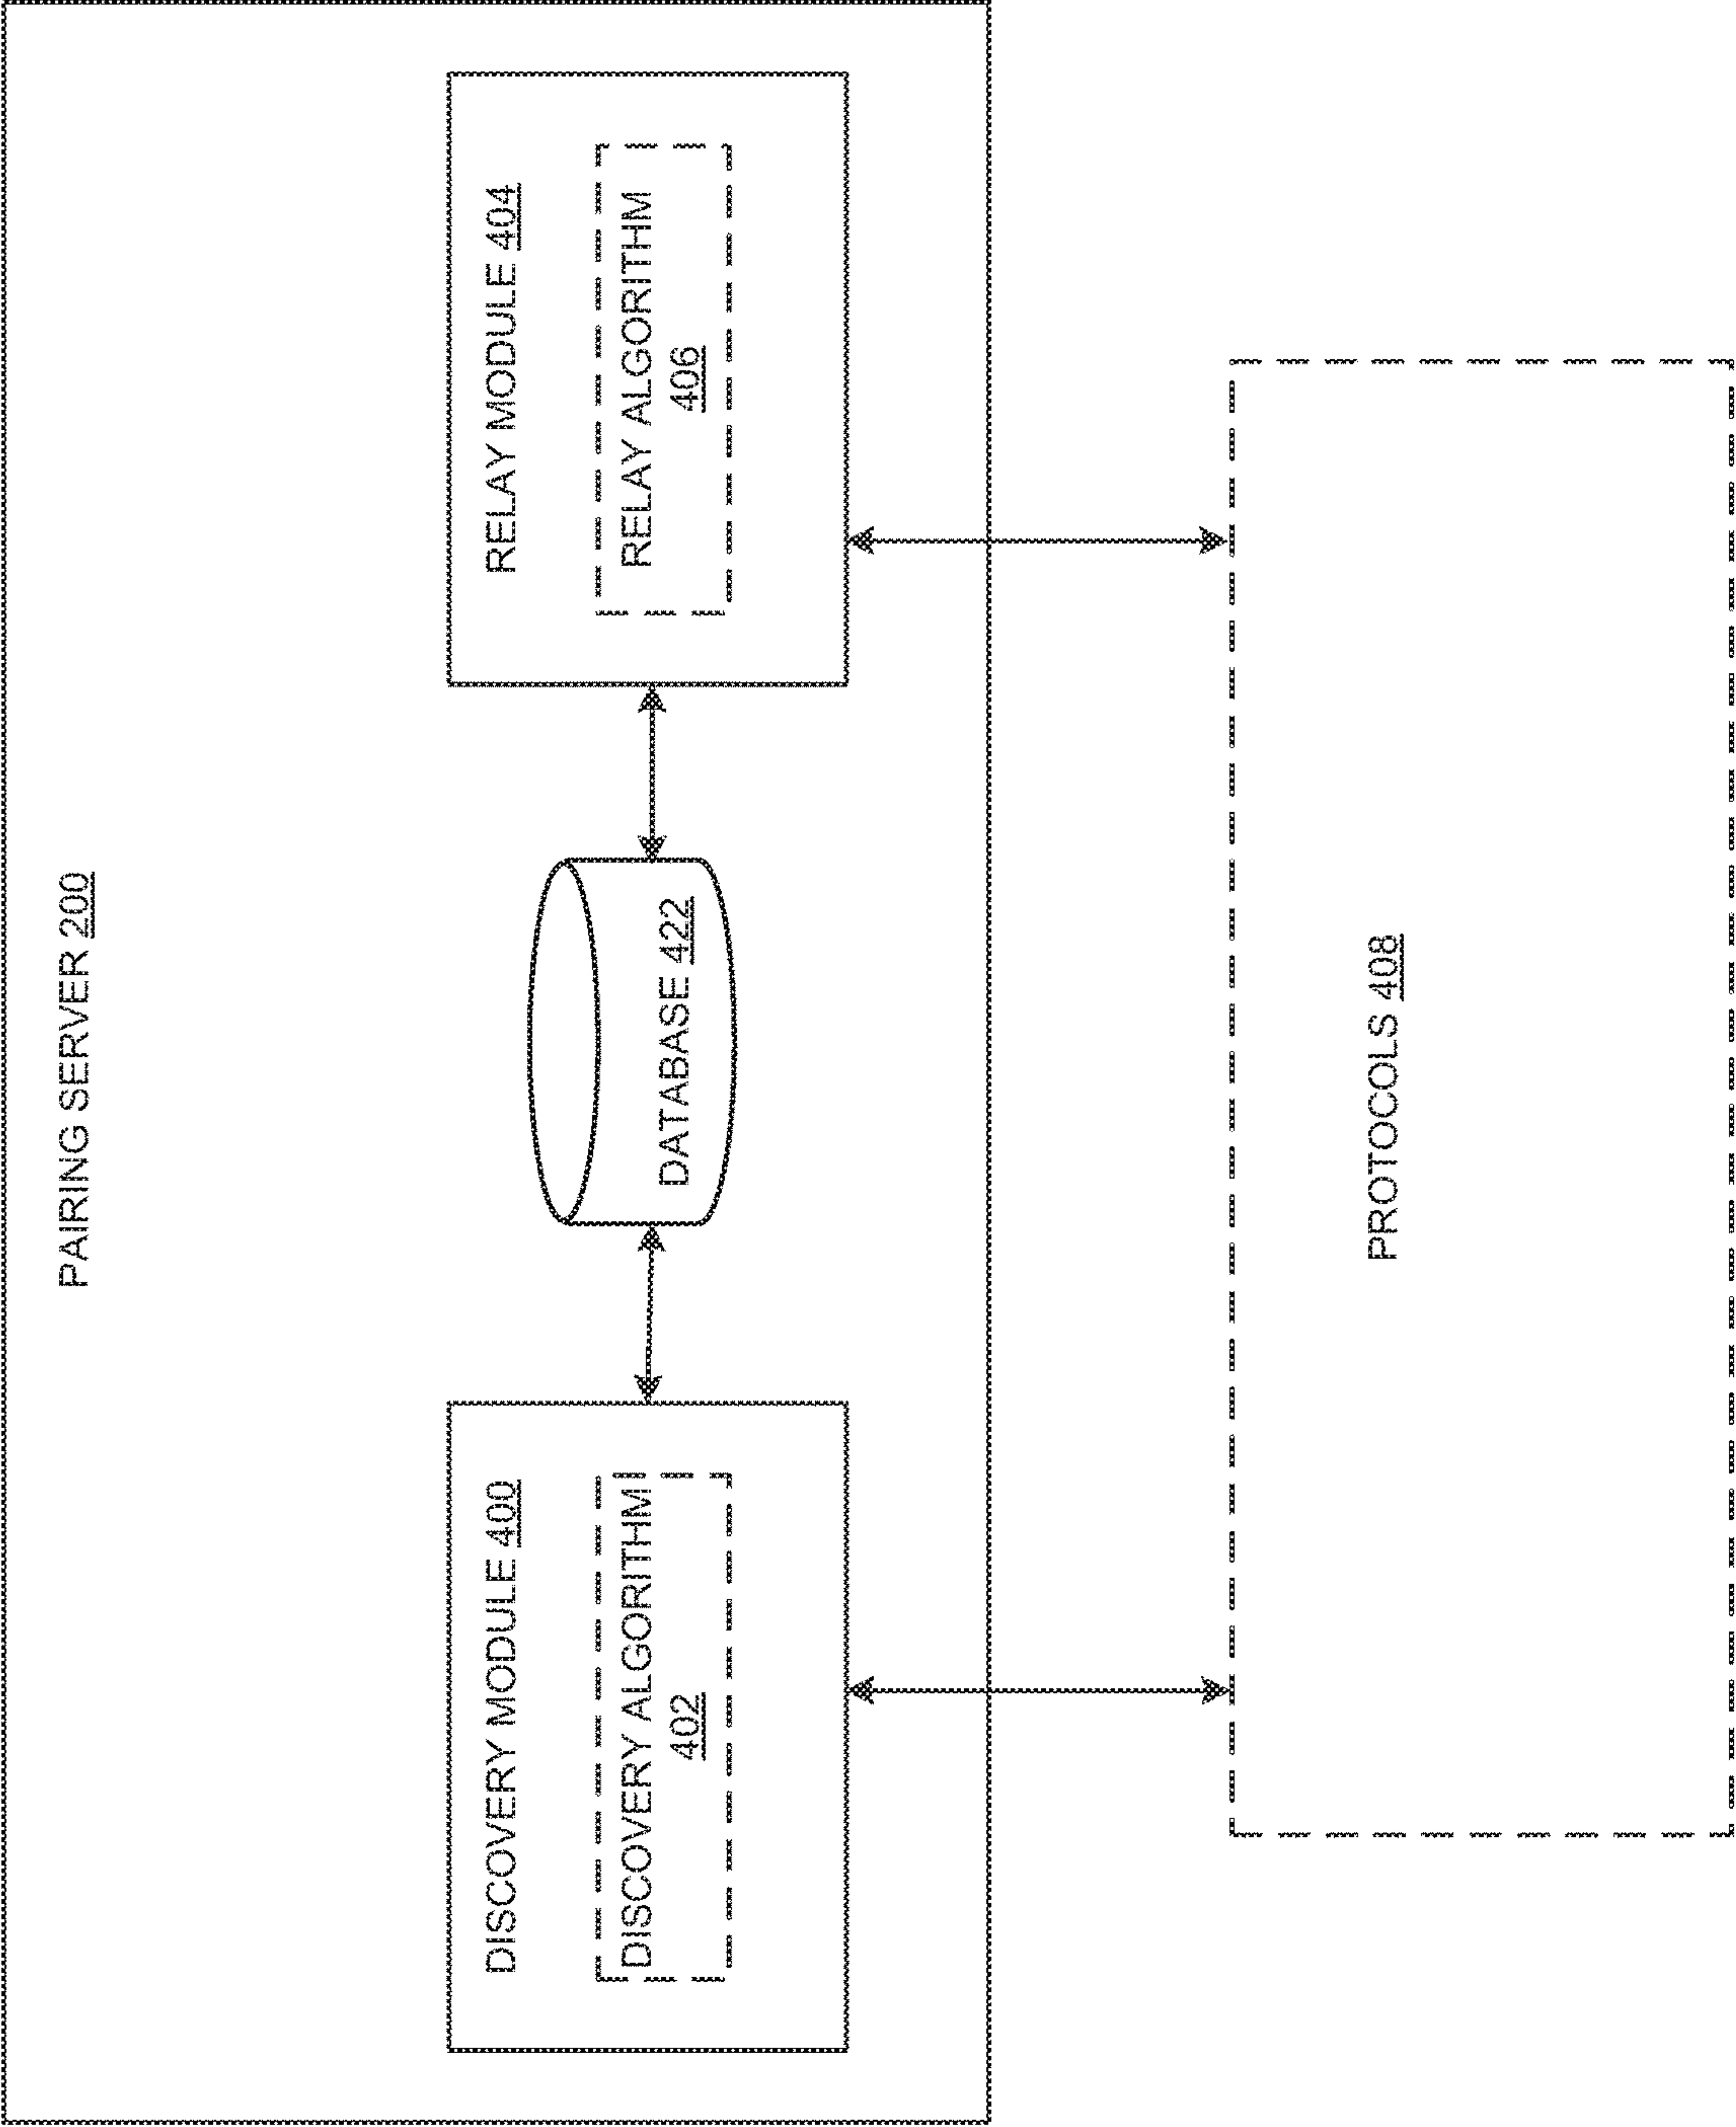 PAIRING SERVER 200
DISCOVERY MODULE 400
DISCOVERY ALGORITHM
402
DATABASE 422
RELAY MODULE 404
RELAY ALGORITHM
406
PROTOCOLS 408